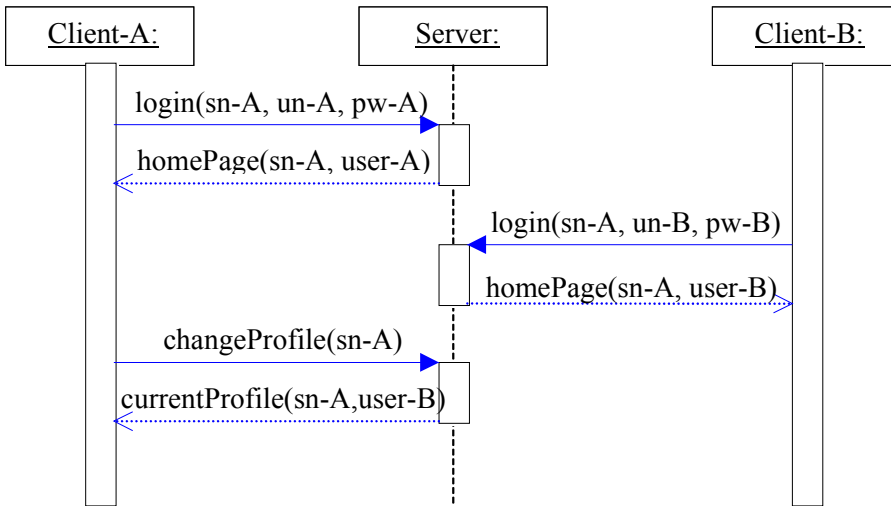 Client-A:
Server:
Client-B:
login(sn-A, un-A, pw-A)
homePage(sn-A, user-A)
login(sn-A, un-B, pw-B)
homePage(sn-A, user-B)
changeProfile(sn-A)
currentProfile(sn-A,user-B)